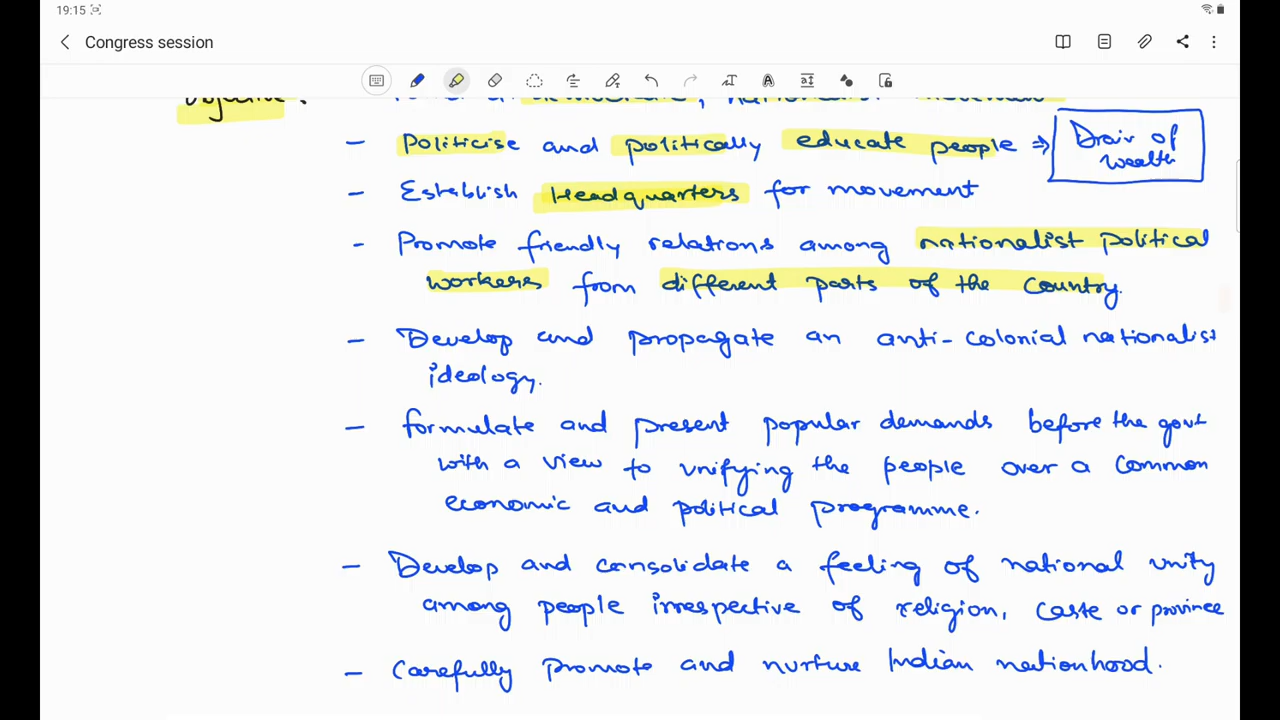 19:15
Congress session
Objective:
- Politicise and politically educate people ⇒ Drain of
wealth
- Establish Headquarters for movement
- Promote friendly relations among nationalist political
workers from different parts of the country.
- Develop and propagate an anti-colonial nationalist
ideology.
- formulate and present popular demands before the govt
with a view to unifying the people over a common
economic and political programme.
- Develop and consolidate a feeling of national unity
among people irrespective of religion, caste or province
- Carefully promote and nurture Indian nationhood.